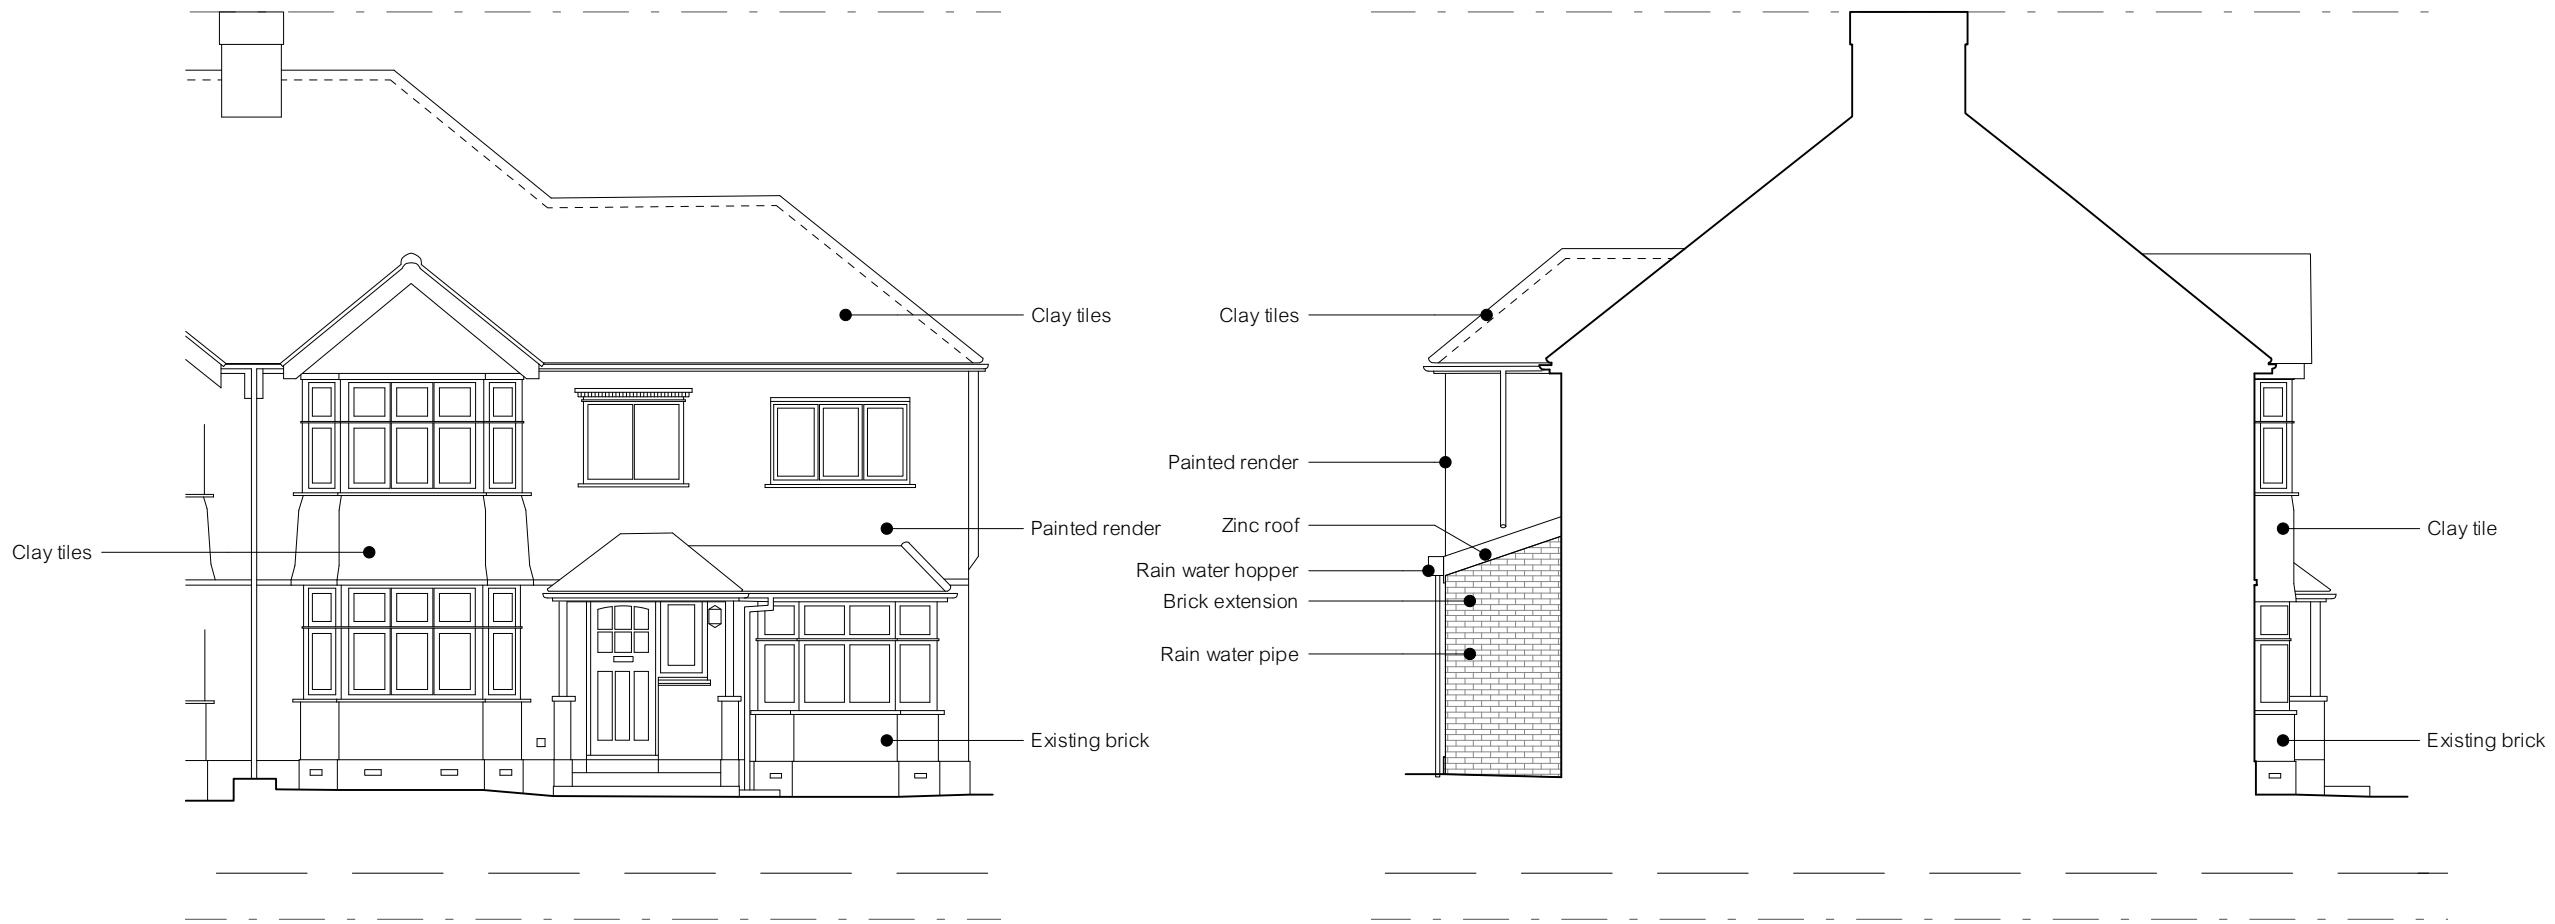 Clay tiles
Painted render
Clay tiles
Existing brick
Clay tiles
Painted render
Zinc roof
Rain water hopper
Brick extension
Rain water pipe
Clay tile
Existing brick